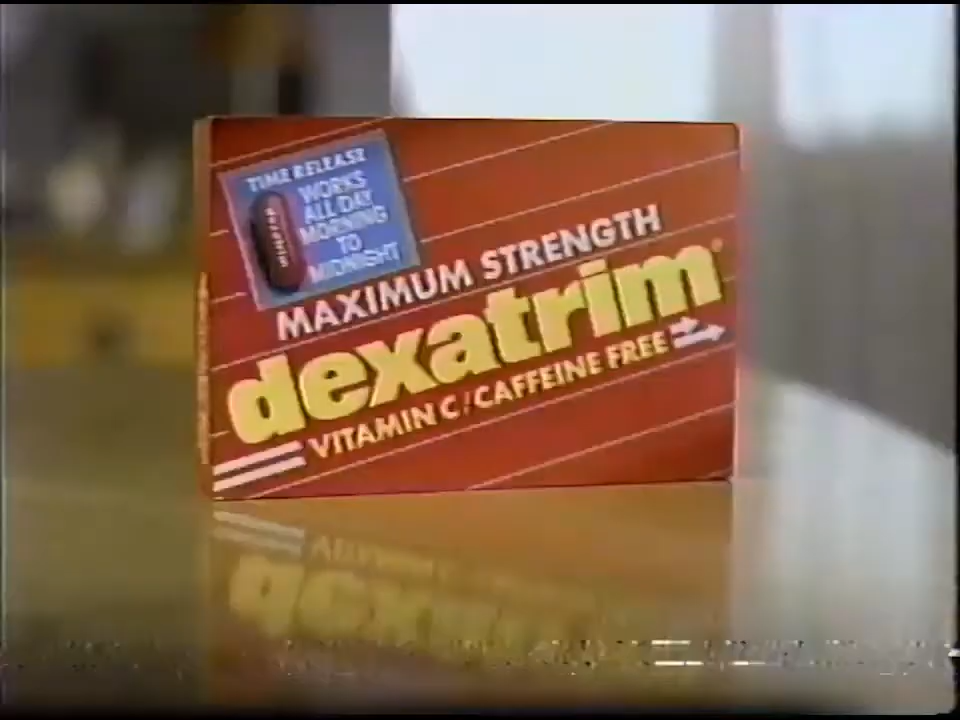 TIME RELEASE
WORKS
ALL DAY
MORNING
TO
MIDNIGHT
MAXIMUM STRENGTH
dexatrim®
VITAMIN C/CAFFEINE FREE